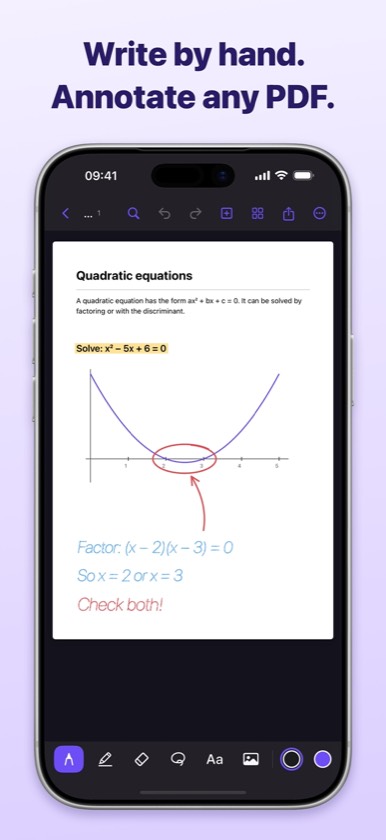 Write by hand.
Annotate any PDF.
09:41
... 1
Quadratic equations
A quadratic equation has the form ax² + bx + c = 0. It can be solved by
factoring or with the discriminant.
Solve: x² – 5x + 6 = 0
1 2 3 4 5
Factor: (x – 2)(x – 3) = 0
So x = 2 or x = 3
Check both!
Aa